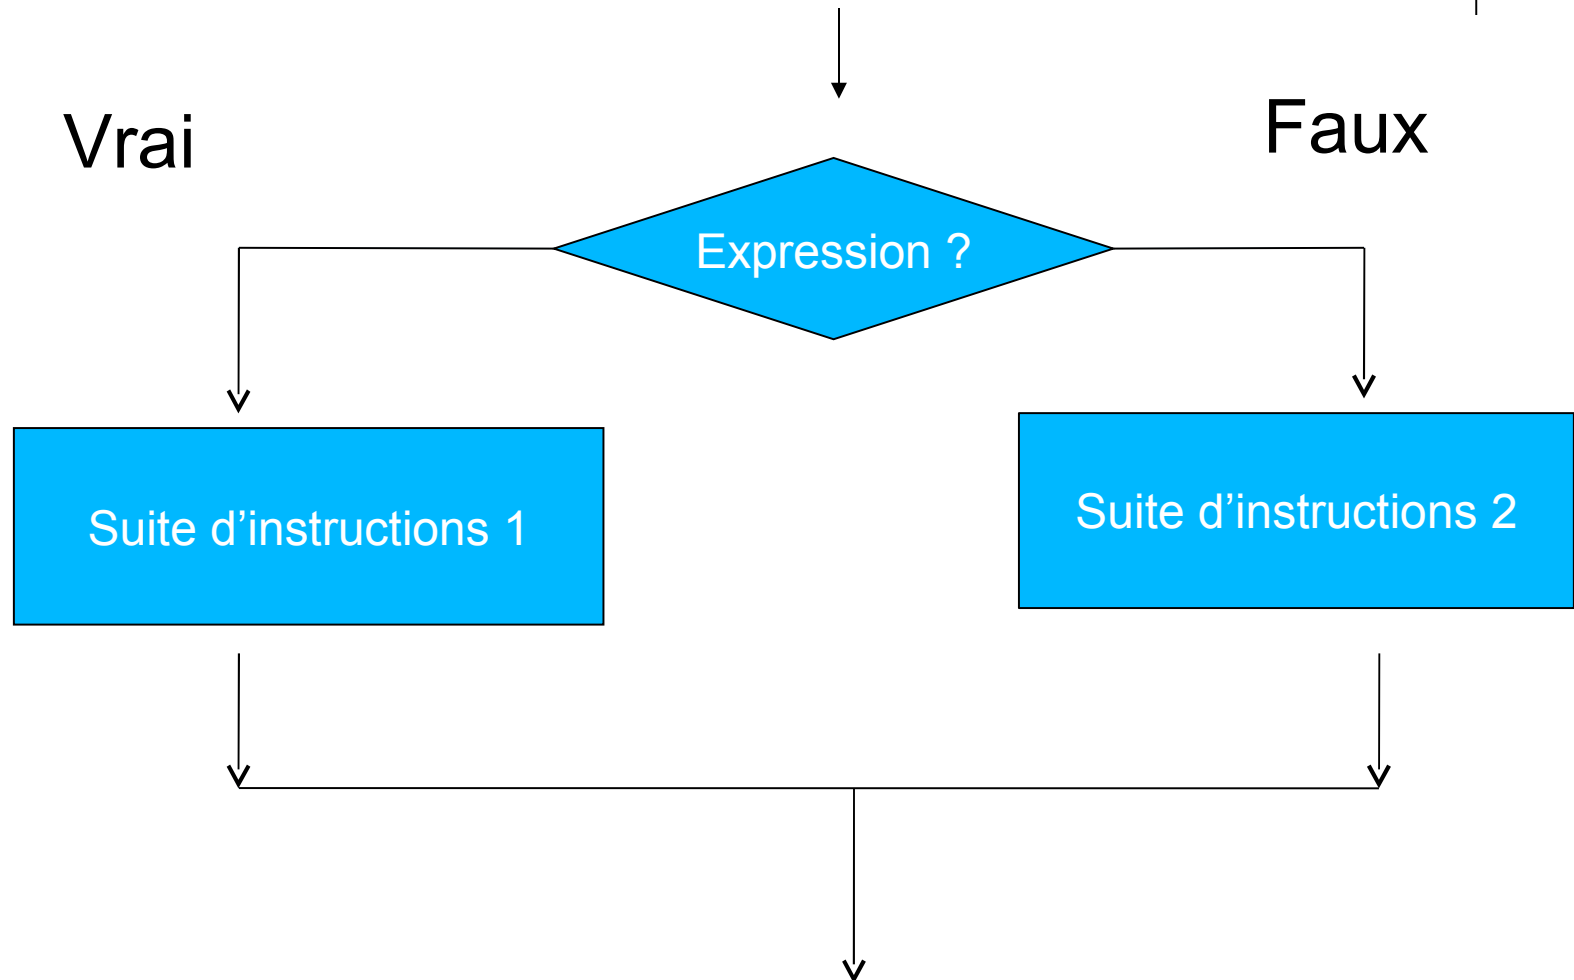 Vrai
Faux
Expression ?
Suite d’instructions 1
Suite d’instructions 2